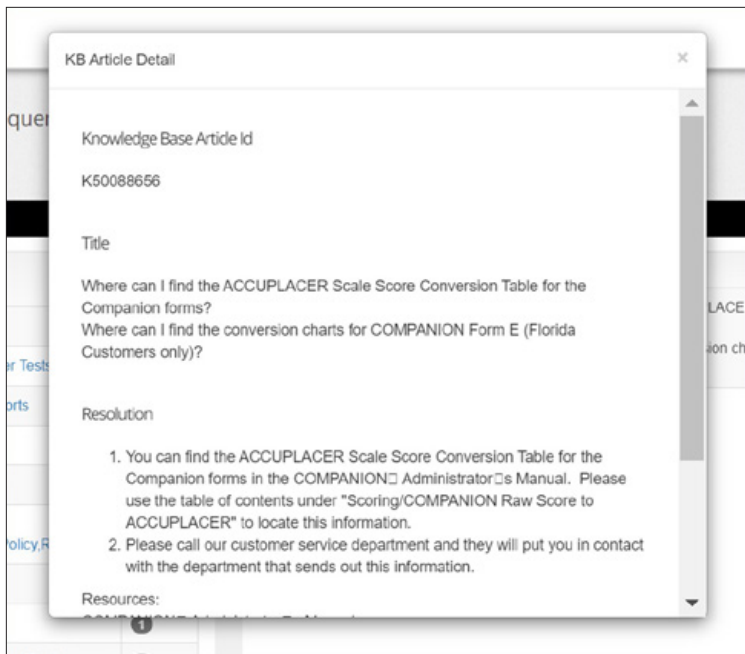 KB Article Detail
×
quer
Knowledge Base Article Id
K50088656
Title
Where can I find the ACCUPLACER Scale Score Conversion Table for the
Companion forms?
Where can I find the conversion charts for COMPANION Form E (Florida
Customers only)?
LACE
ion ch
er Tests
orts
Resolution
1. You can find the ACCUPLACER Scale Score Conversion Table for the
Companion forms in the COMPANION□ Administrator□s Manual. Please
use the table of contents under "Scoring/COMPANION Raw Score to
ACCUPLACER" to locate this information.
2. Please call our customer service department and they will put you in contact
with the department that sends out this information.
olicy,R
Resources:
1